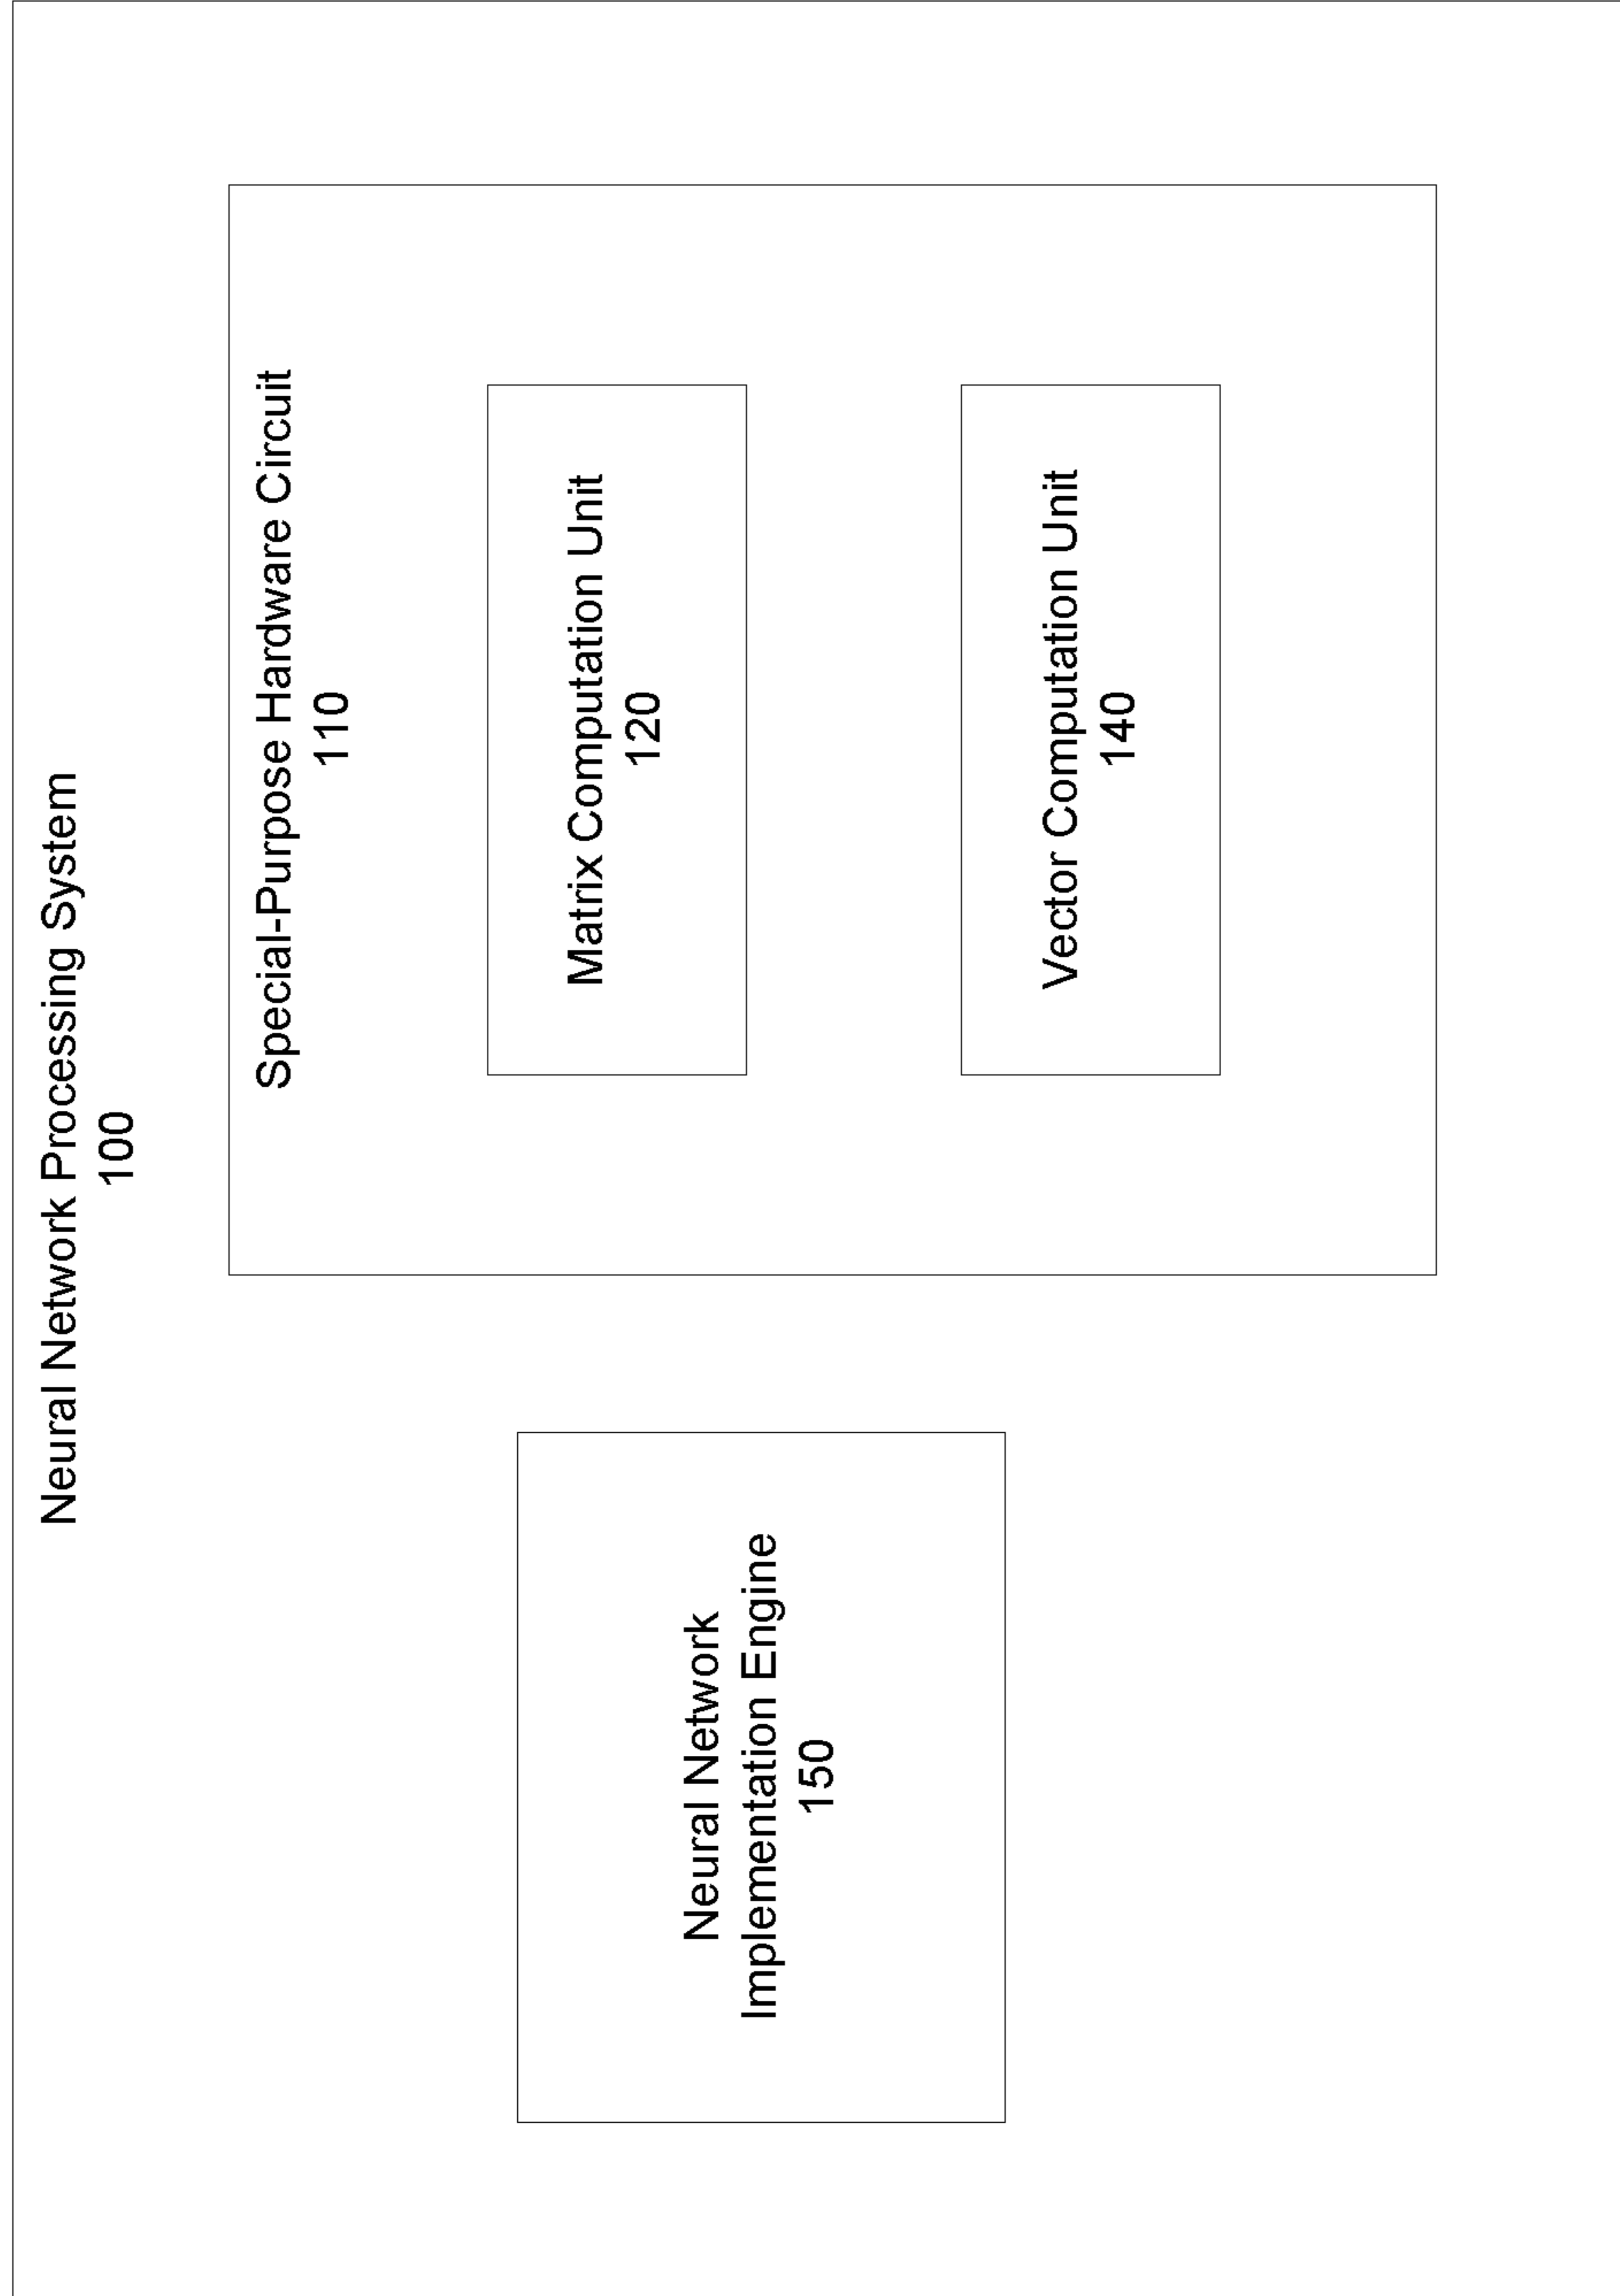 Neural Network Processing System
100
Neural Network
Implementation Engine
150
Special-Purpose Hardware Circuit
110
Matrix Computation Unit
120
Vector Computation Unit
140